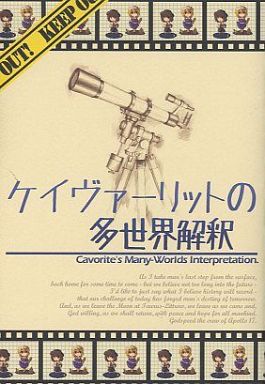 OUT! KEEP OU
ケイヴァーリットの
多世界解釈
Cavorite's Many-Worlds Interpretation.
As I take man's last step from the surface,
back home for some time to come - but we believe not too long into the future -
I'd like to just say what I believe history will record -
that our challenge of today has forged man's destiny of tomorrow.
And, as we leave the Moon at Taurus-Littrow, we leave as we came and,
God willing, as we shall return, with peace and hope for all mankind.
Godspeed the crew of Apollo 17.